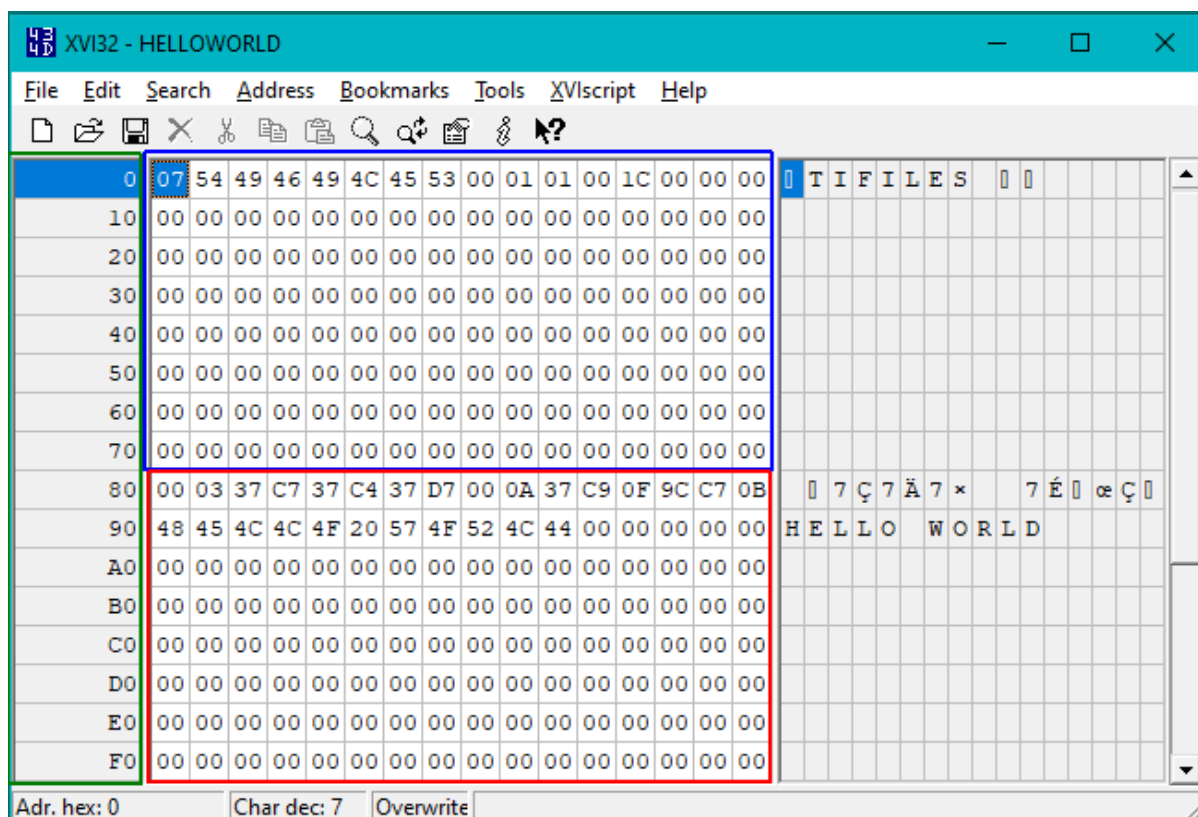 XVI32 - HELLOWORLD
File Edit Search Address Bookmarks Tools XVIscript Help
0 07 54 49 46 49 4C 45 53 00 01 01 00 1C 00 00 00 ▯ T I F I L E S ▯ ▯
10 00 00 00 00 00 00 00 00 00 00 00 00 00 00 00 00
20 00 00 00 00 00 00 00 00 00 00 00 00 00 00 00 00
30 00 00 00 00 00 00 00 00 00 00 00 00 00 00 00 00
40 00 00 00 00 00 00 00 00 00 00 00 00 00 00 00 00
50 00 00 00 00 00 00 00 00 00 00 00 00 00 00 00 00
60 00 00 00 00 00 00 00 00 00 00 00 00 00 00 00 00
70 00 00 00 00 00 00 00 00 00 00 00 00 00 00 00 00
80 00 03 37 C7 37 C4 37 D7 00 0A 37 C9 0F 9C C7 0B ▯ 7 Ç 7 Ä 7 × 7 É ▯ œ Ç ▯
90 48 45 4C 4C 4F 20 57 4F 52 4C 44 00 00 00 00 00 H E L L O W O R L D
A0 00 00 00 00 00 00 00 00 00 00 00 00 00 00 00 00
B0 00 00 00 00 00 00 00 00 00 00 00 00 00 00 00 00
C0 00 00 00 00 00 00 00 00 00 00 00 00 00 00 00 00
D0 00 00 00 00 00 00 00 00 00 00 00 00 00 00 00 00
E0 00 00 00 00 00 00 00 00 00 00 00 00 00 00 00 00
F0 00 00 00 00 00 00 00 00 00 00 00 00 00 00 00 00
Adr. hex: 0 Char dec: 7 Overwrite